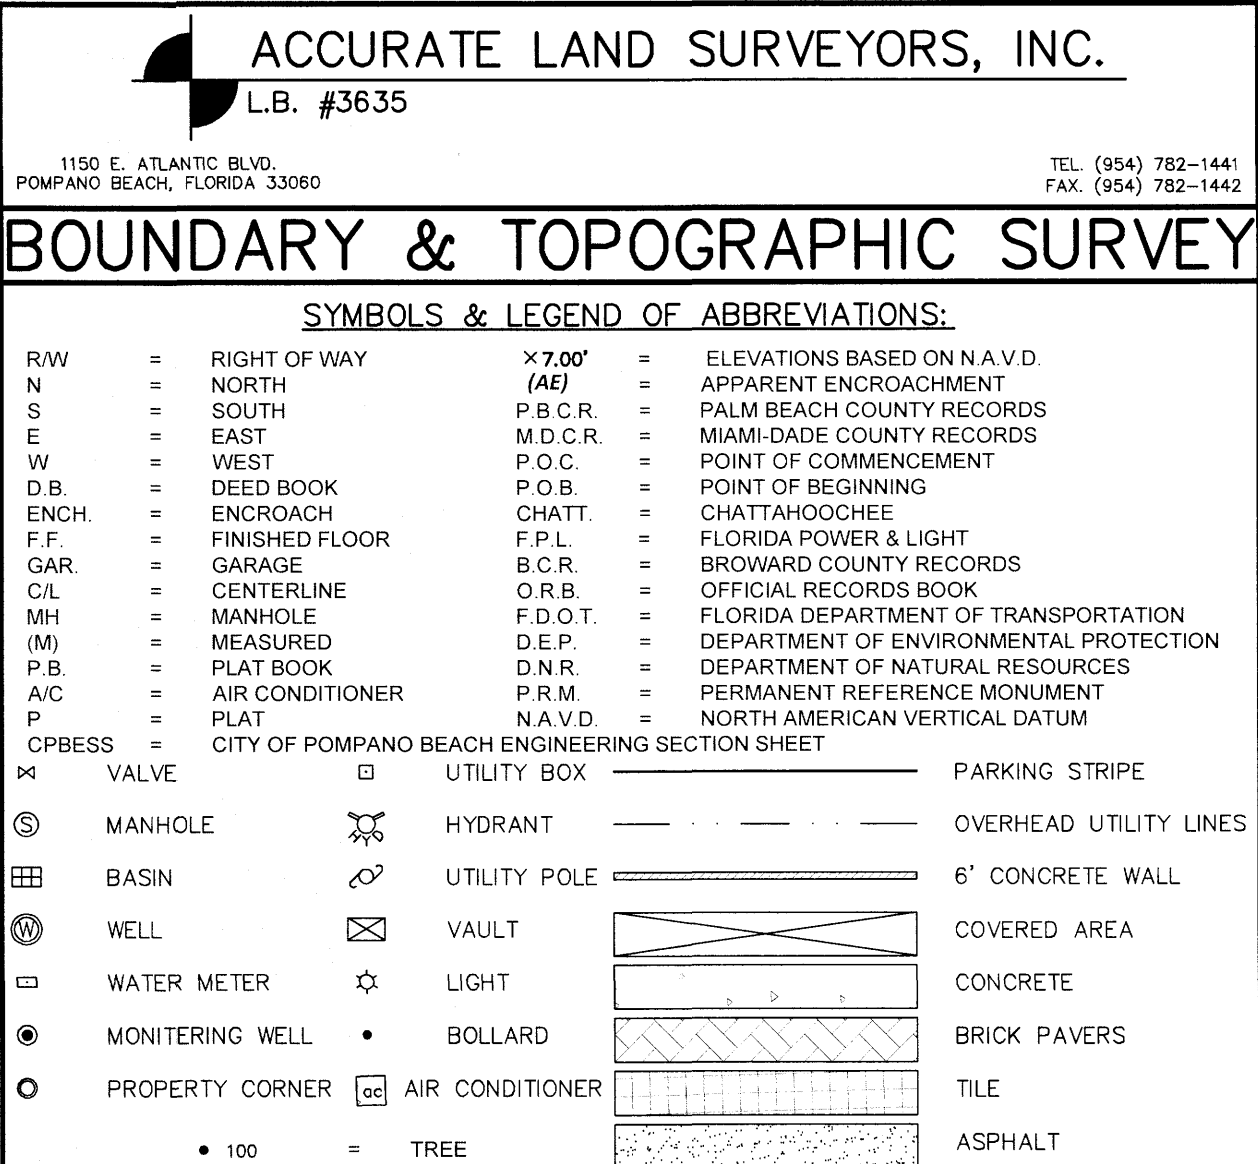 ACCURATE LAND SURVEYORS, INC.
L.B. #3635
1150 E. ATLANTIC BLVD.
POMPANO BEACH, FLORIDA 33060
TEL. (954) 782-1441
FAX. (954) 782-1442
BOUNDARY & TOPOGRAPHIC SURVEY
SYMBOLS & LEGEND OF ABBREVIATIONS:
R/W = RIGHT OF WAY ×7.00' = ELEVATIONS BASED ON N.A.V.D.
N = NORTH (AE) = APPARENT ENCROACHMENT
S = SOUTH P.B.C.R. = PALM BEACH COUNTY RECORDS
E = EAST M.D.C.R. = MIAMI-DADE COUNTY RECORDS
W = WEST P.O.C. = POINT OF COMMENCEMENT
D.B. = DEED BOOK P.O.B. = POINT OF BEGINNING
ENCH. = ENCROACH CHATT. = CHATTAHOOCHEE
F.F. = FINISHED FLOOR F.P.L. = FLORIDA POWER & LIGHT
GAR. = GARAGE B.C.R. = BROWARD COUNTY RECORDS
C/L = CENTERLINE O.R.B. = OFFICIAL RECORDS BOOK
MH = MANHOLE F.D.O.T. = FLORIDA DEPARTMENT OF TRANSPORTATION
(M) = MEASURED D.E.P. = DEPARTMENT OF ENVIRONMENTAL PROTECTION
P.B. = PLAT BOOK D.N.R. = DEPARTMENT OF NATURAL RESOURCES
A/C = AIR CONDITIONER P.R.M. = PERMANENT REFERENCE MONUMENT
P = PLAT N.A.V.D. = NORTH AMERICAN VERTICAL DATUM
CPBESS = CITY OF POMPANO BEACH ENGINEERING SECTION SHEET
VALVE UTILITY BOX PARKING STRIPE
S MANHOLE HYDRANT OVERHEAD UTILITY LINES
BASIN UTILITY POLE 6' CONCRETE WALL
W WELL VAULT COVERED AREA
WATER METER LIGHT CONCRETE
MONITERING WELL BOLLARD BRICK PAVERS
PROPERTY CORNER ac AIR CONDITIONER TILE
• 100 = TREE ASPHALT